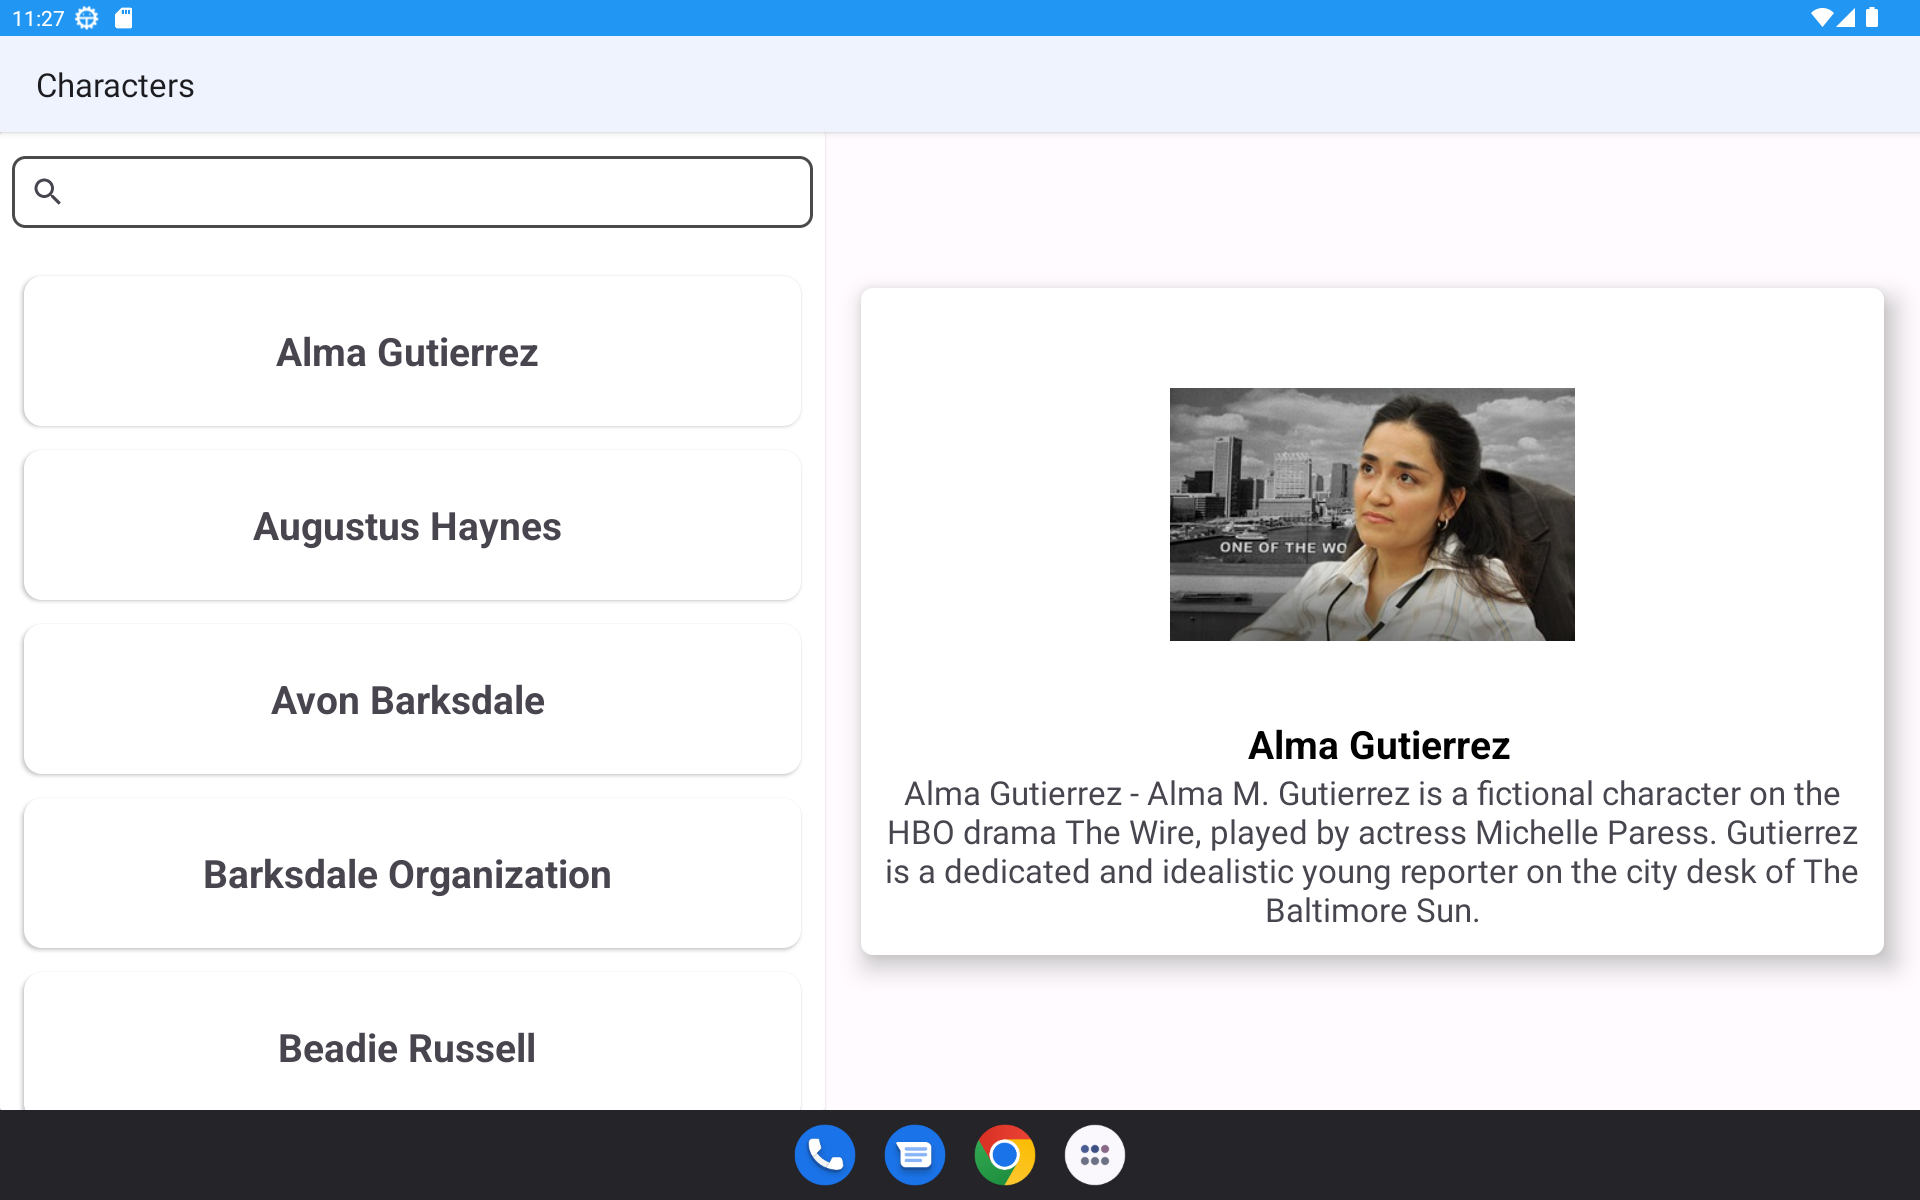 11:27
Characters
Alma Gutierrez
Augustus Haynes
Avon Barksdale
Barksdale Organization
Beadie Russell
ONE OF THE WO
Alma Gutierrez
Alma Gutierrez - Alma M. Gutierrez is a fictional character on the
HBO drama The Wire, played by actress Michelle Paress. Gutierrez
is a dedicated and idealistic young reporter on the city desk of The
Baltimore Sun.